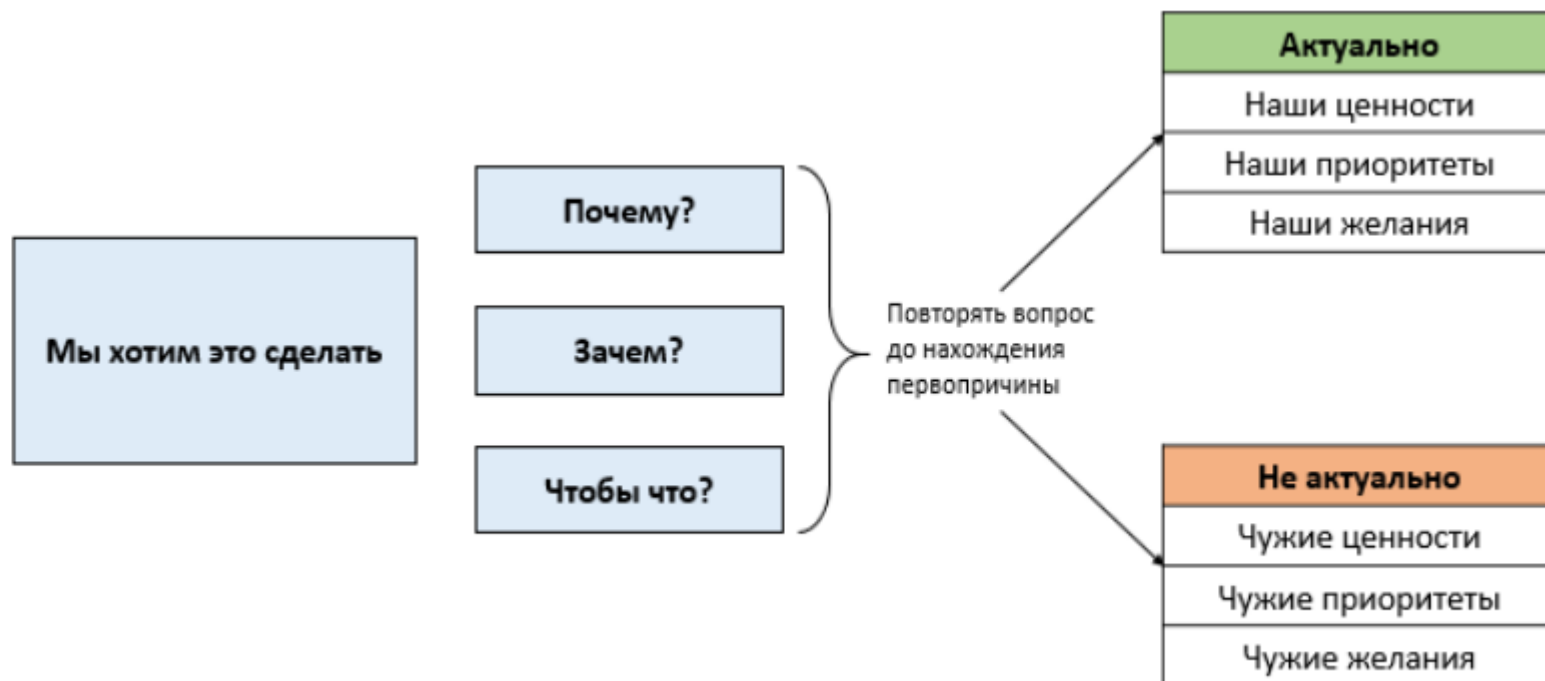 Мы хотим это сделать
Почему?
Зачем?
Чтобы что?
Повторять вопрос
до нахождения
первопричины
Актуально
Наши ценности
Наши приоритеты
Наши желания
Не актуально
Чужие ценности
Чужие приоритеты
Чужие желания